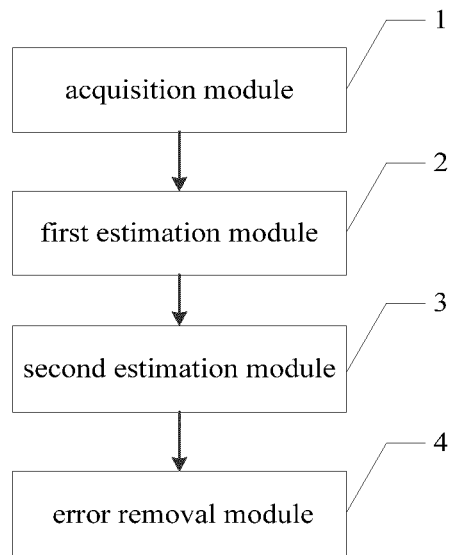 1
acquisition module
2
first estimation module
3
second estimation module
4
error removal module